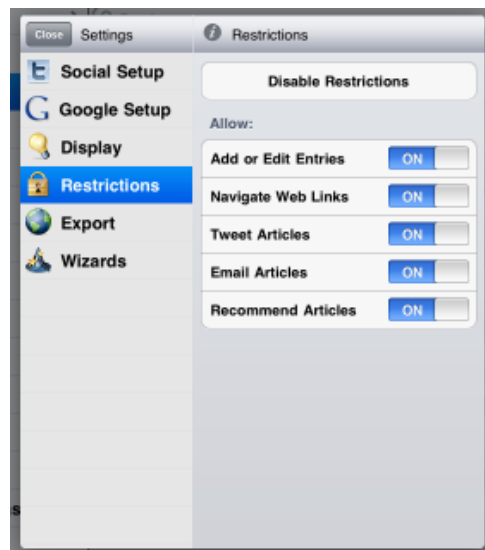 Close Settings
Restrictions
Social Setup
Google Setup
Display
Restrictions
Export
Wizards
Disable Restrictions
Allow:
Add or Edit Entries ON
Navigate Web Links ON
Tweet Articles ON
Email Articles ON
Recommend Articles ON